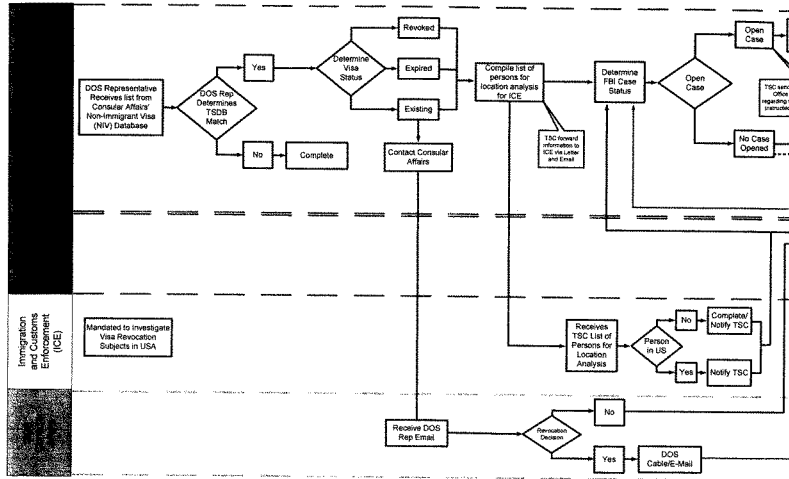 DOS Representative
Receives list from
Consular Affairs'
Non-Immigrant Visa
(NIV) Database
DOS Rep
Determines
TSDB
Match
Yes
No
Complete
Determine
Visa
Status
Revoked
Expired
Existing
Contact Consular
Affairs
Compile list of
persons for
location analysis
for ICE
TSC forward
information to
ICE via Letter
and Email
Determine
FBI Case
Status
Open
Case
Open
Case
No Case
Opened
TSC send
Office
regarding
Immigration
and Customs
Enforcement
(ICE)
Mandated to Investigate
Visa Revocation
Subjects in USA
Receives
TSC List of
Persons for
Location
Analysis
Person
in US
No
Yes
Complete/
Notify TSC
Notify TSC
Receive DOS
Rep Email
Revocation
Decision
No
Yes
DOS
Cable/E-Mail